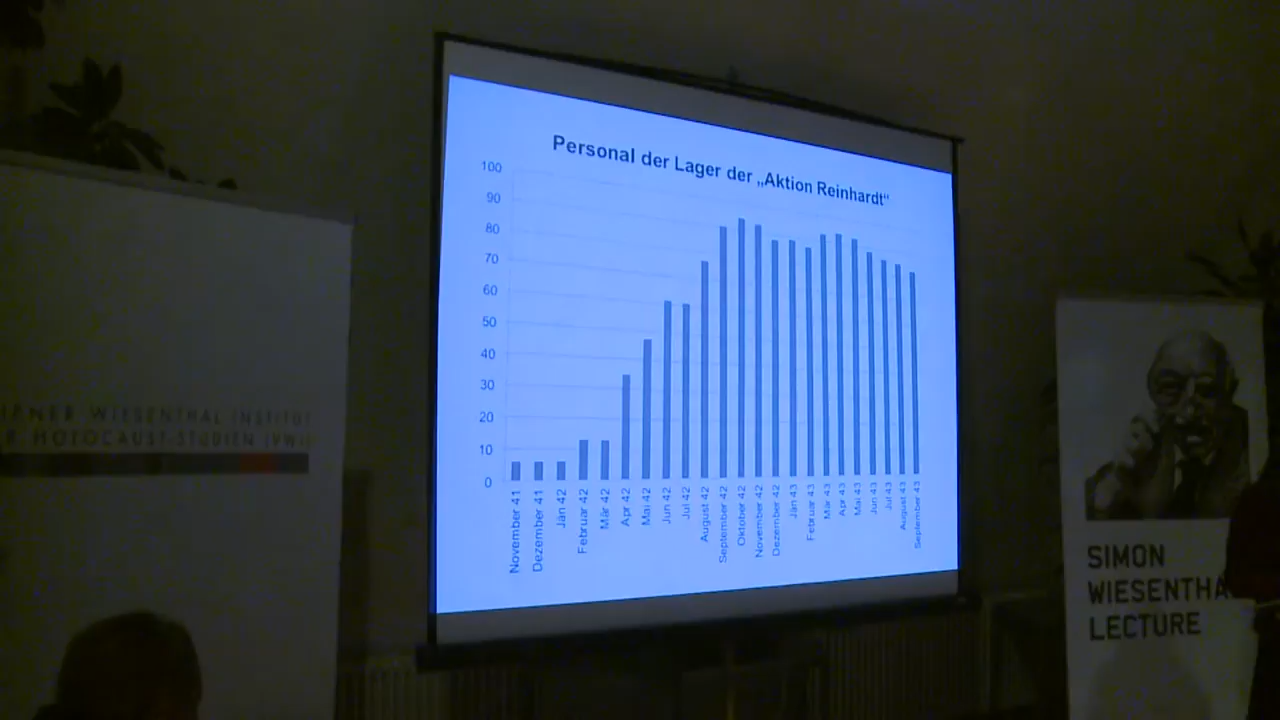 Personal der Lager der „Aktion Reinhardt“
100
90
80
70
60
50
40
30
20
10
0
November 41
Dezember 41
Jän 42
Februar 42
Mär 42
Apr 42
Mai 42
Jun 42
Jul 42
August 42
September 42
Oktober 42
November 42
Dezember 42
Jän 43
Februar 43
Mär 43
Apr 43
Mai 43
Jun 43
Jul 43
August 43
September 43
ENER WIESENTHAL INSTITUT
R HOLOCAUST-STUDIEN (VWI)
SIMON
WIESENTHA
LECTURE